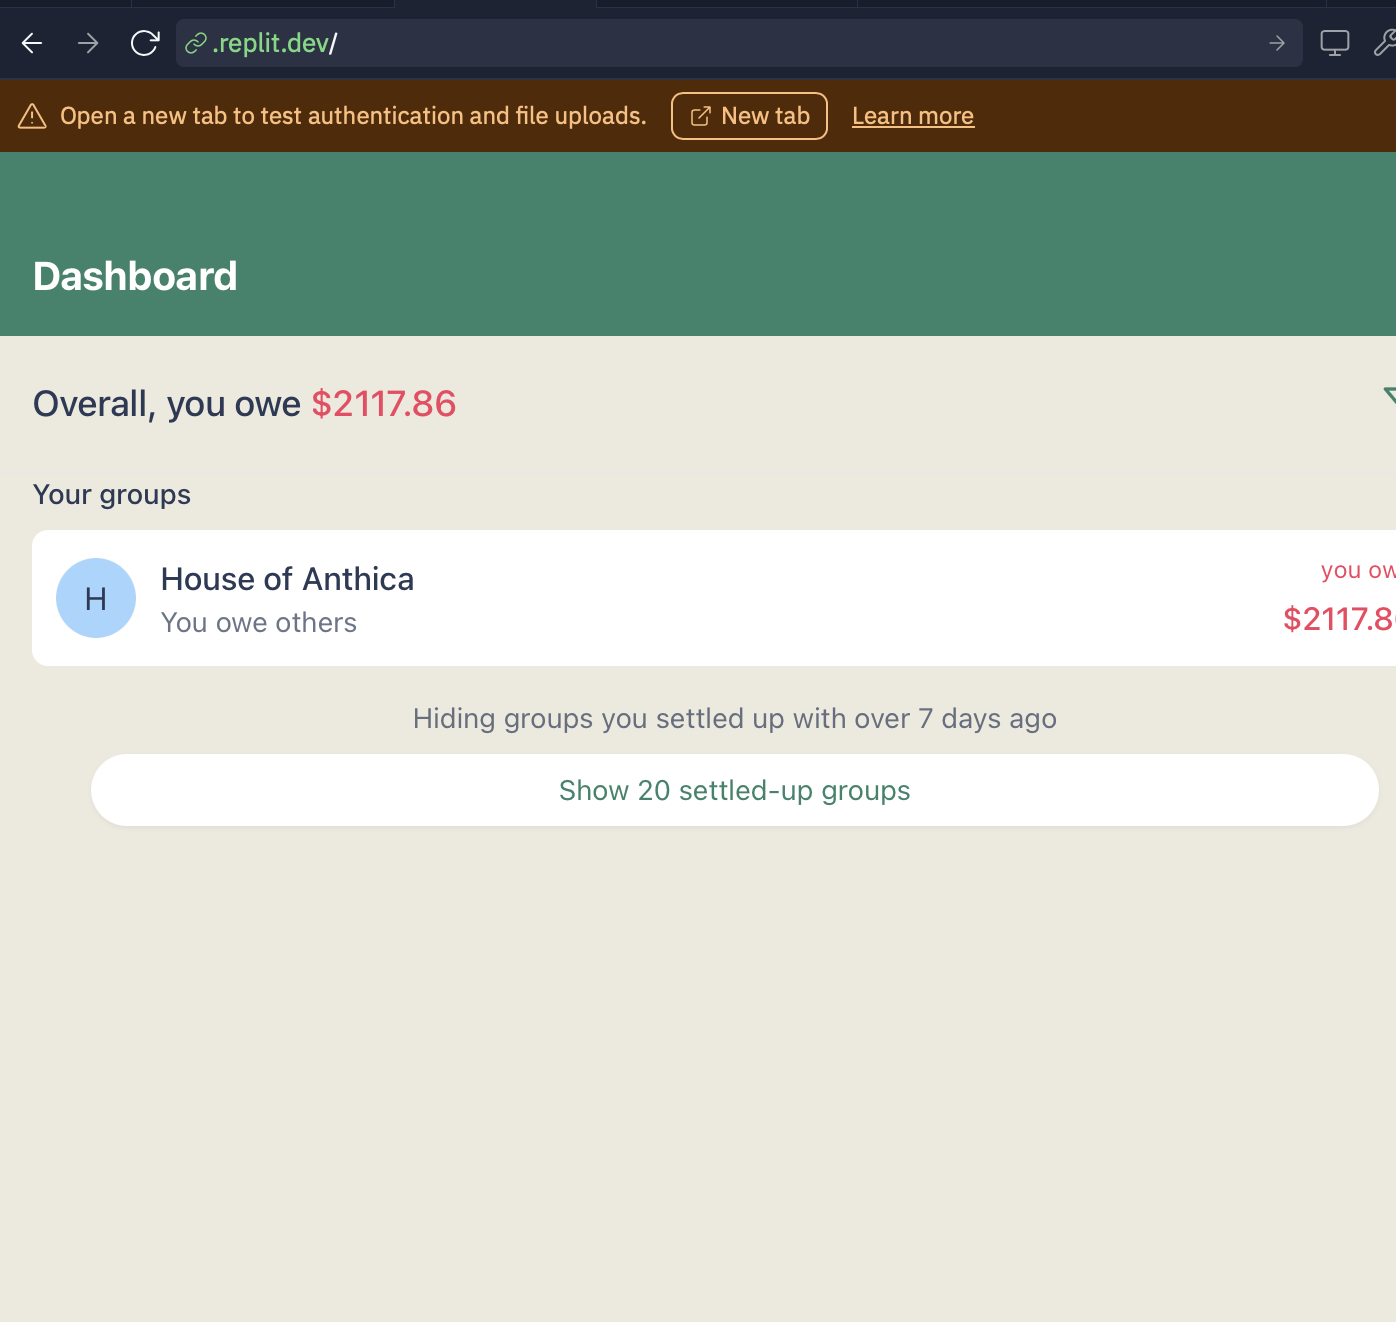 .replit.dev/
Open a new tab to test authentication and file uploads. New tab Learn more
Dashboard
Overall, you owe $2117.86
Your groups
H
House of Anthica
you ow
You owe others
$2117.8
Hiding groups you settled up with over 7 days ago
Show 20 settled-up groups